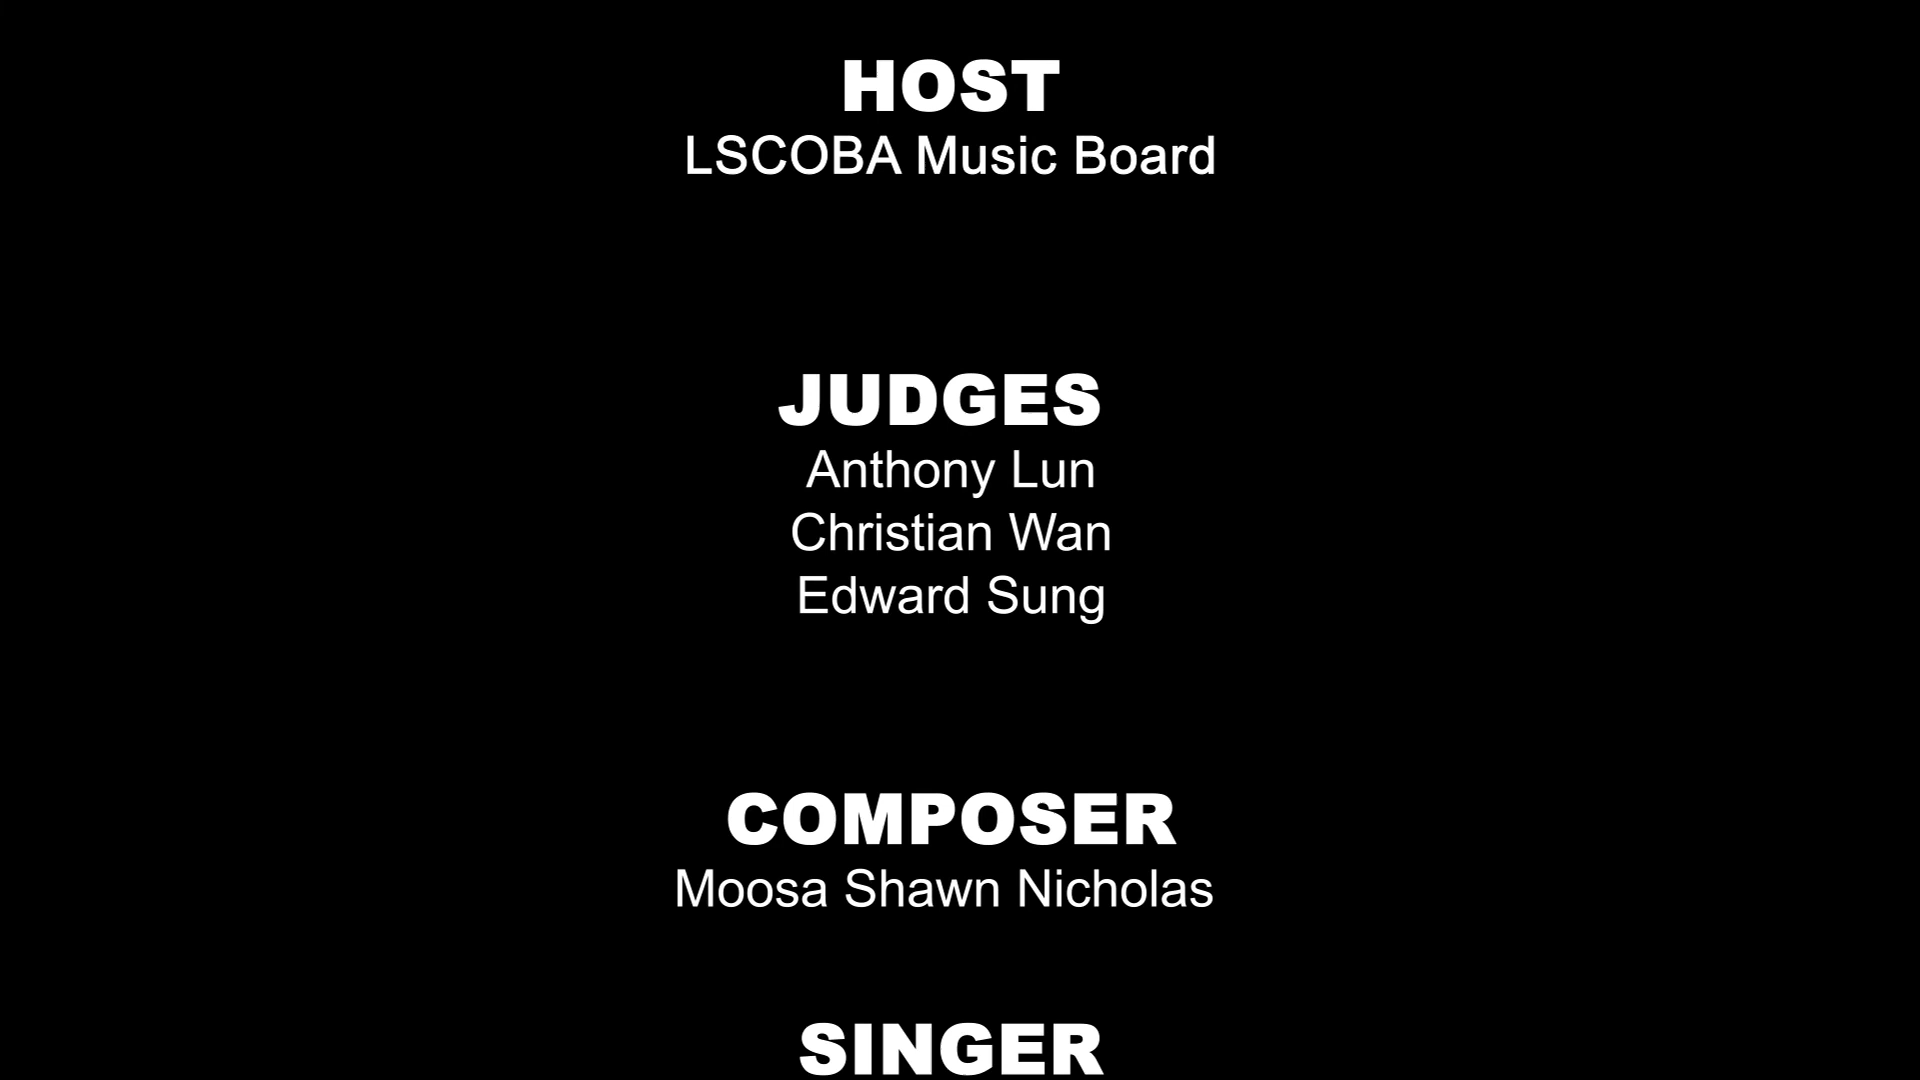 HOST
LSCOBA Music Board
JUDGES
Anthony Lun
Christian Wan
Edward Sung
COMPOSER
Moosa Shawn Nicholas
SINGER